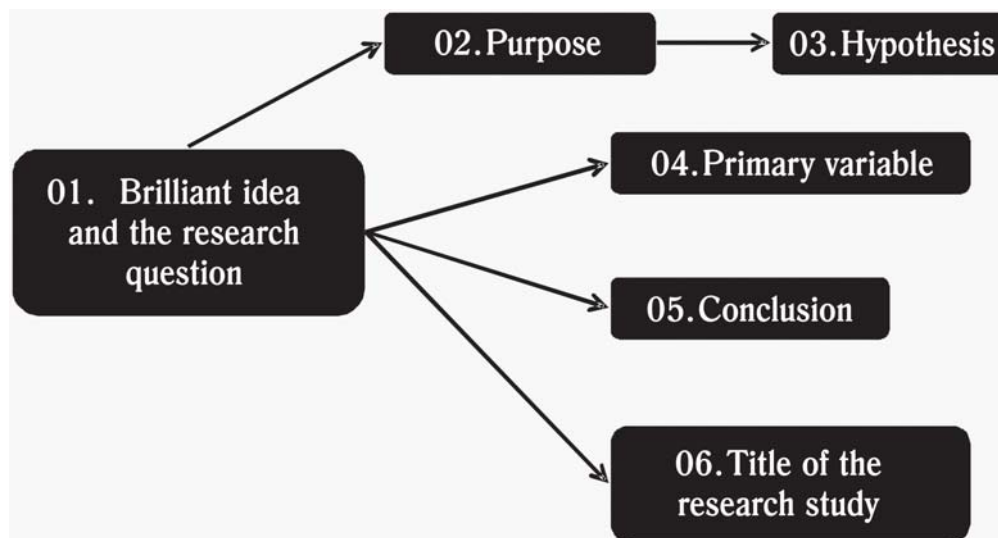 02.Purpose
03.Hypothesis
01. Brilliant idea
and the research
question
04.Primary variable
05.Conclusion
06.Title of the
research study